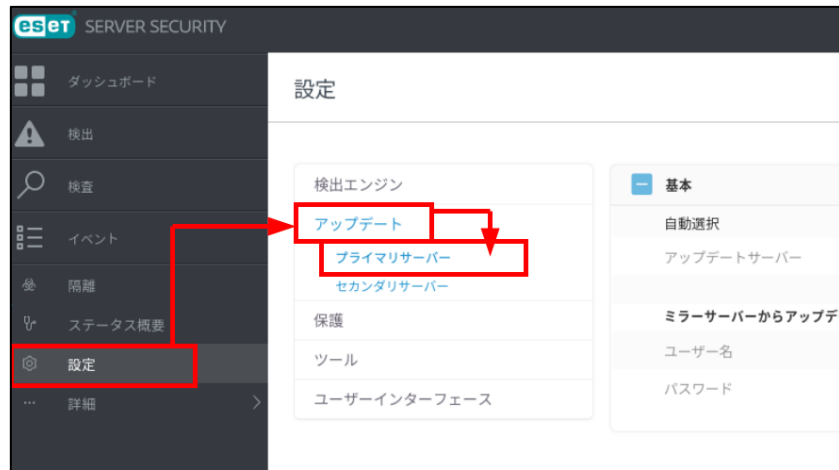 eset SERVER SECURITY
ダッシュボード
検出
検査
イベント
隔離
ステータス概要
設定
詳細
設定
検出エンジン
アップデート
プライマリサーバー
セカンダリサーバー
保護
ツール
ユーザーインターフェース
基本
自動選択
アップデートサーバー
ミラーサーバーからアップデ
ユーザー名
パスワード